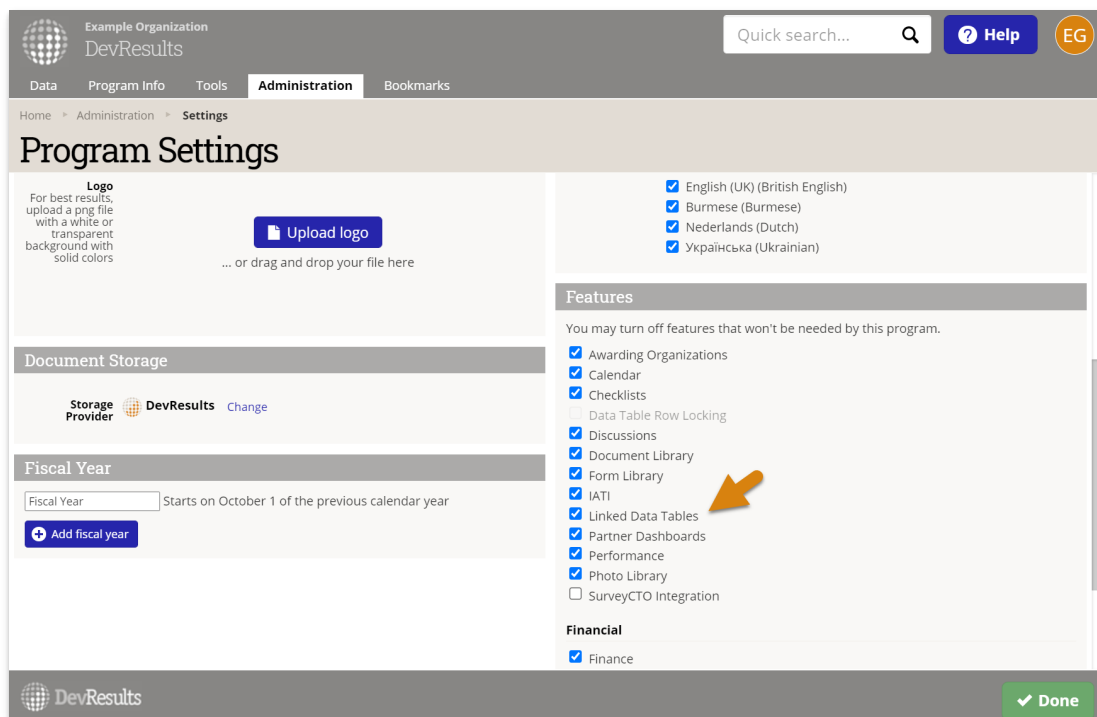 Example Organization
DevResults
Quick search...
Help
EG
Data Program Info Tools Administration Bookmarks
Home Administration Settings
Program Settings
Logo
For best results,
upload a png file
with a white or
transparent
background with
solid colors
Upload logo
... or drag and drop your file here
Document Storage
Storage
Provider
DevResults Change
Fiscal Year
Fiscal Year Starts on October 1 of the previous calendar year
Add fiscal year
English (UK) (British English)
Burmese (Burmese)
Nederlands (Dutch)
Українська (Ukrainian)
Features
You may turn off features that won't be needed by this program.
Awarding Organizations
Calendar
Checklists
Data Table Row Locking
Discussions
Document Library
Form Library
IATI
Linked Data Tables
Partner Dashboards
Performance
Photo Library
SurveyCTO Integration
Financial
Finance
DevResults
Done